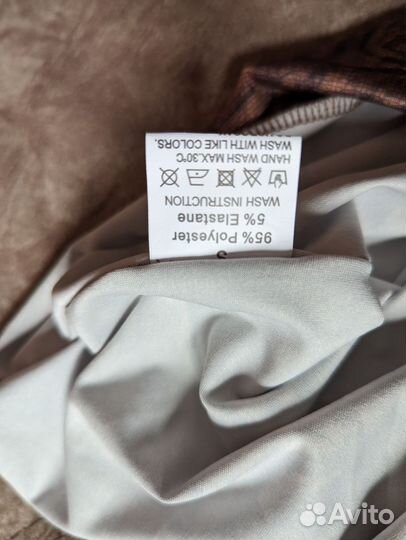 S
95% Polyester
5% Elastane
WASH INSTRUCTION
HAND WASH MAX.30°C
WASH WITH LIKE COLORS.
Avito